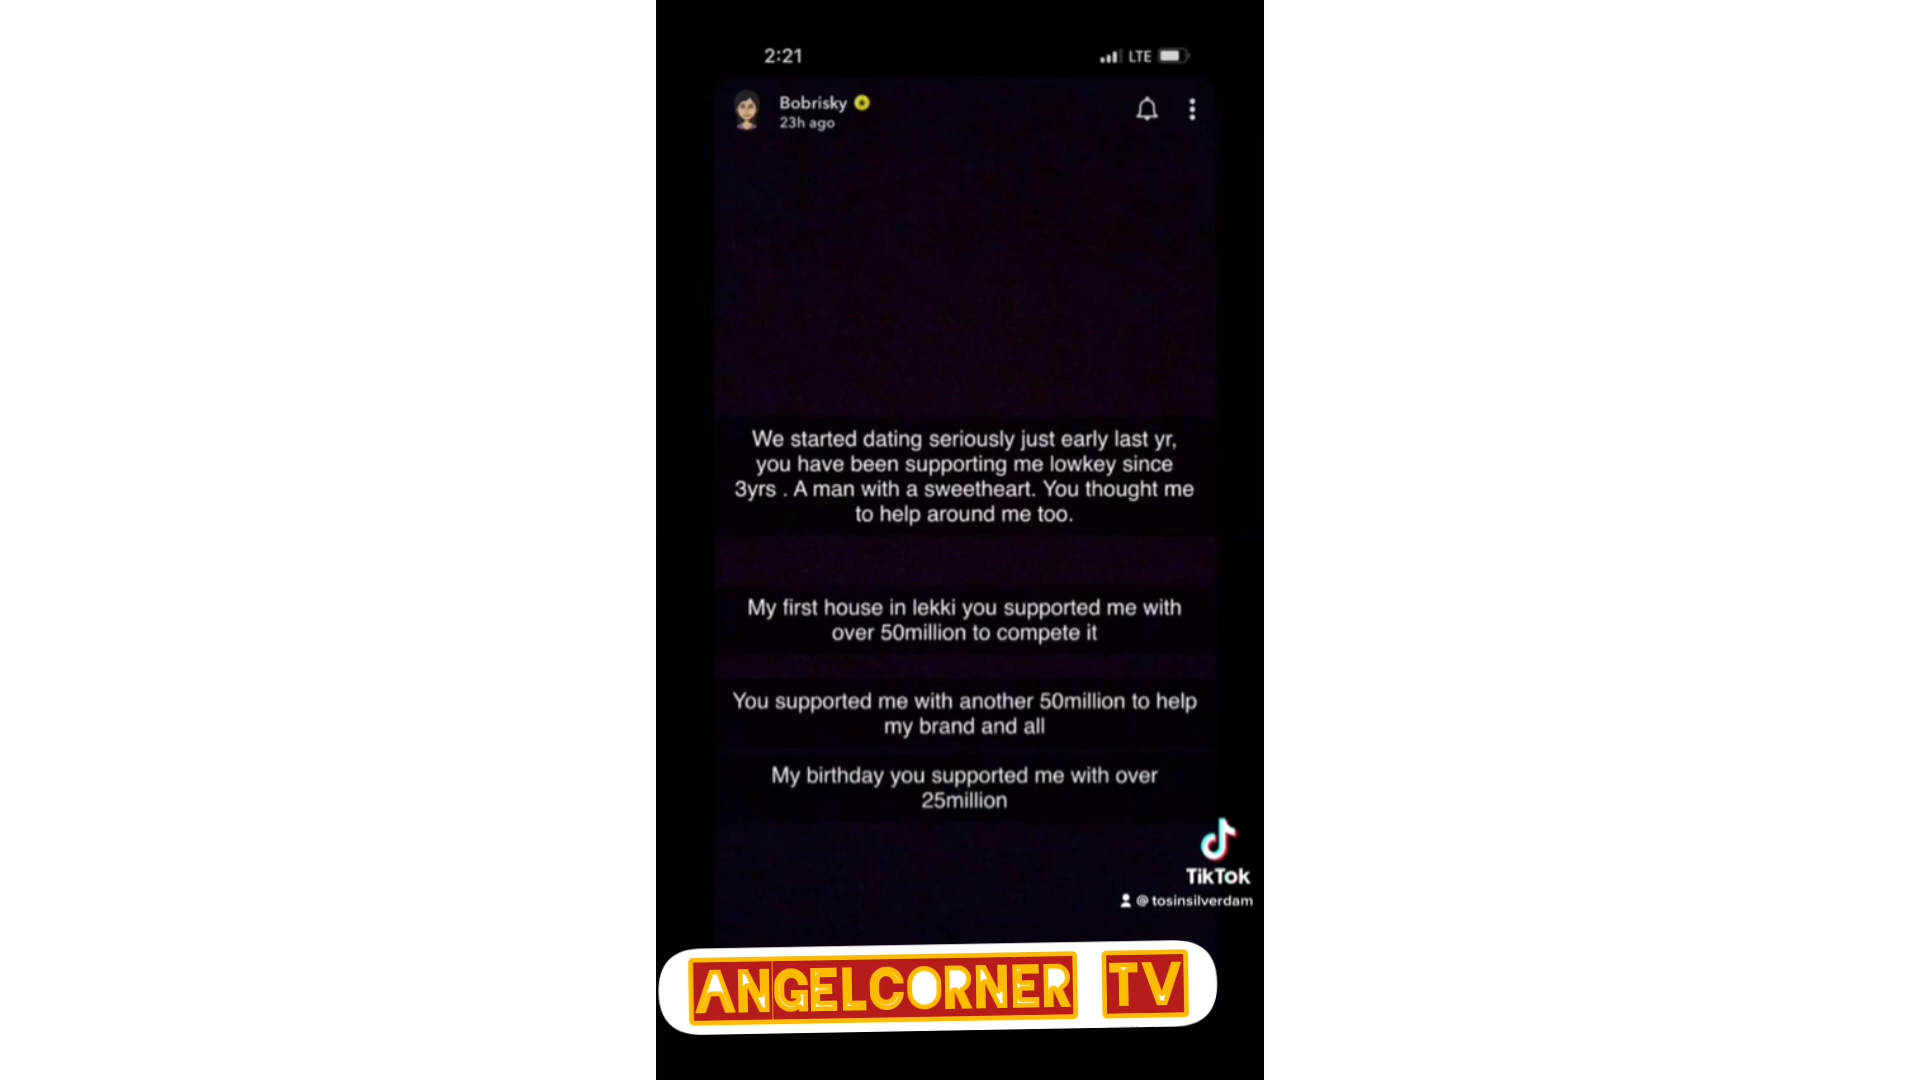 2:21
LTE
Bobrisky
23h ago
We started dating seriously just early last yr,
you have been supporting me lowkey since
3yrs . A man with a sweetheart. You thought me
to help around me too.
My first house in lekki you supported me with
over 50million to compete it
You supported me with another 50million to help
my brand and all
My birthday you supported me with over
25million
TikTok
@tosinsilverdam
ANGELCORNER TV